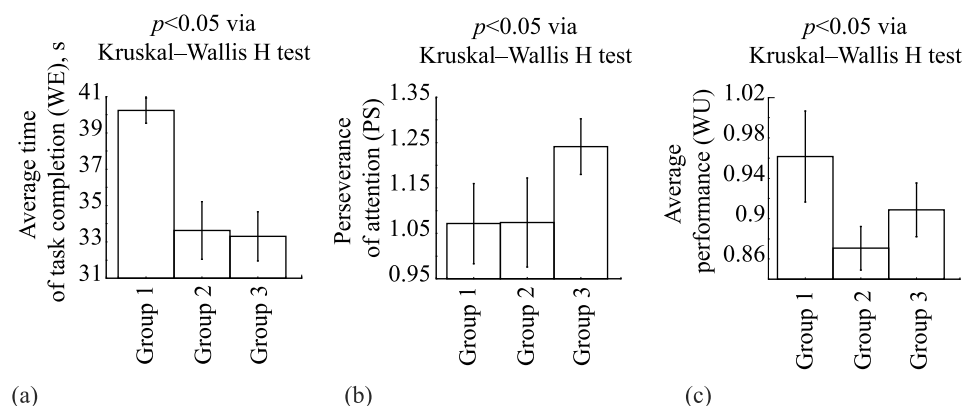 p<0.05 via
Kruskal–Wallis H test
Average time
of task completion (WE), s
41
39
37
35
33
31
Group 1
Group 2
Group 3
(a)
p<0.05 via
Kruskal–Wallis H test
Perseverance
of attention (PS)
1.35
1.25
1.15
1.05
0.95
Group 1
Group 2
Group 3
(b)
p<0.05 via
Kruskal–Wallis H test
Average
performance (WU)
1.02
0.98
0.94
0.9
0.86
Group 1
Group 2
Group 3
(c)